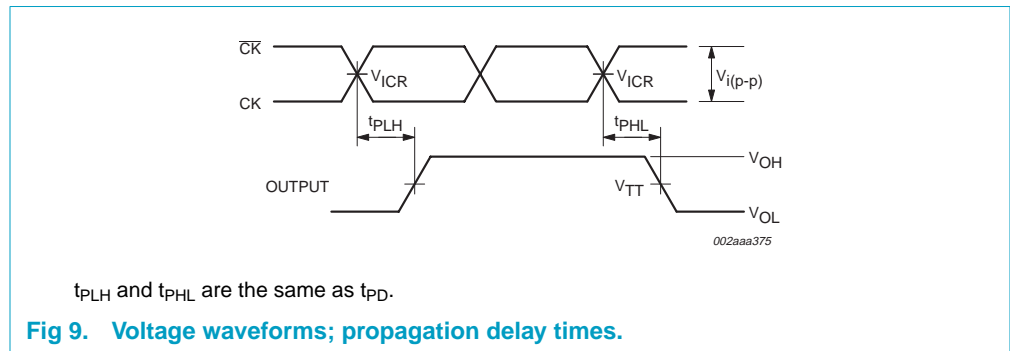 C̅K̅
CK
VICR
VICR
Vi(p-p)
tPLH
tPHL
OUTPUT
VTT
VOH
VOL
002aaa375
tPLH and tPHL are the same as tPD.
Fig 9. Voltage waveforms; propagation delay times.